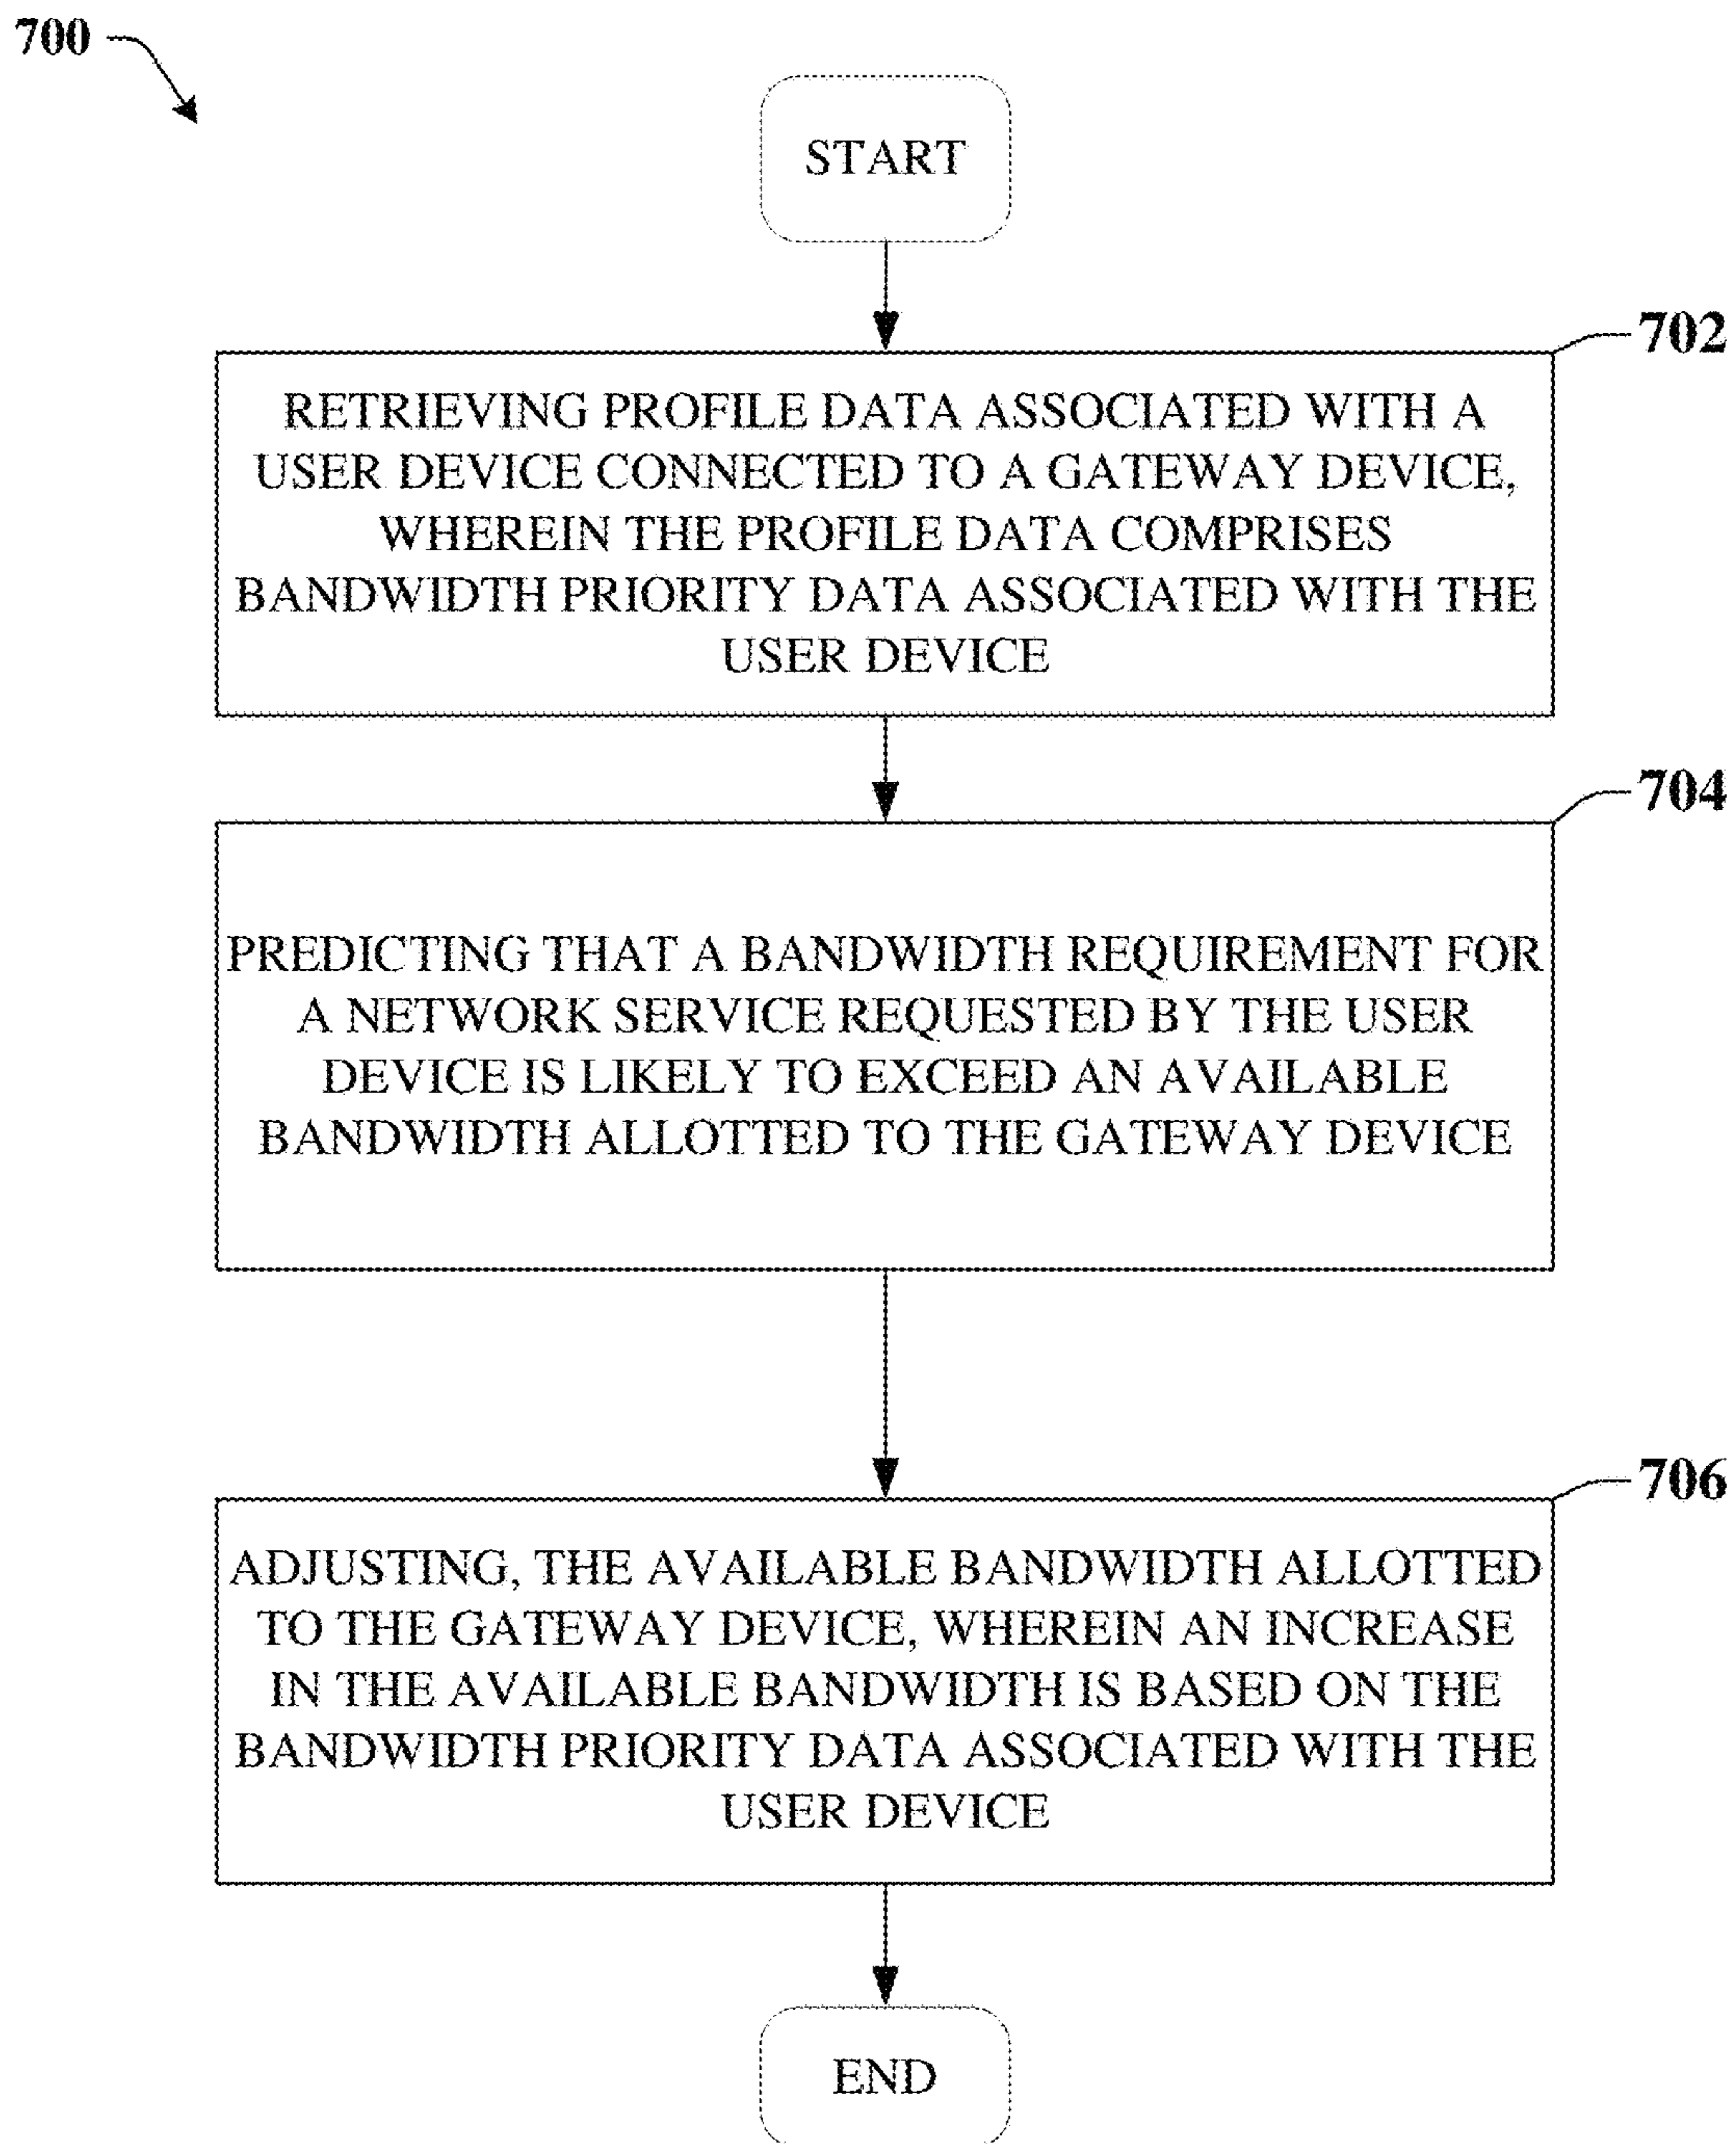 700
START
702
RETRIEVING PROFILE DATA ASSOCIATED WITH A
USER DEVICE CONNECTED TO A GATEWAY DEVICE,
WHEREIN THE PROFILE DATA COMPRISES
BANDWIDTH PRIORITY DATA ASSOCIATED WITH THE
USER DEVICE
704
PREDICTING THAT A BANDWIDTH REQUIREMENT FOR
A NETWORK SERVICE REQUESTED BY THE USER
DEVICE IS LIKELY TO EXCEED AN AVAILABLE
BANDWIDTH ALLOTTED TO THE GATEWAY DEVICE
706
ADJUSTING, THE AVAILABLE BANDWIDTH ALLOTTED
TO THE GATEWAY DEVICE, WHEREIN AN INCREASE
IN THE AVAILABLE BANDWIDTH IS BASED ON THE
BANDWIDTH PRIORITY DATA ASSOCIATED WITH THE
USER DEVICE
END